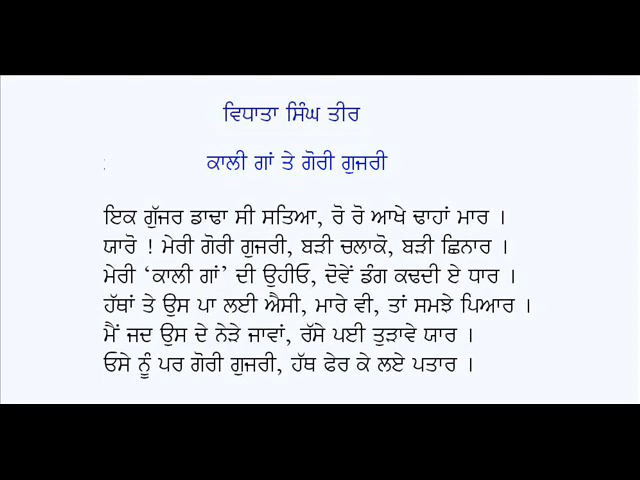 ਵਿਧਾਤਾ ਸਿੰਘ ਤੀਰ
ਕਾਲੀ ਗਾਂ ਤੇ ਗੋਰੀ ਗੁਜਰੀ
ਇਕ ਗੁੱਜਰ ਡਾਢਾ ਸੀ ਸਤਿਆ, ਰੋ ਰੋ ਆਖੇ ਢਾਹਾਂ ਮਾਰ ।
ਯਾਰੋ ! ਮੇਰੀ ਗੋਰੀ ਗੁਜਰੀ, ਬੜੀ ਚਲਾਕੋ, ਬੜੀ ਛਿਨਾਰ ।
ਮੇਰੀ ‘ਕਾਲੀ ਗਾਂ’ ਦੀ ਉਹੀਓ, ਦੋਵੇਂ ਡੰਗ ਕਢਦੀ ਏ ਧਾਰ ।
ਹੱਥਾਂ ਤੇ ਉਸ ਪਾ ਲਈ ਐਸੀ, ਮਾਰੇ ਵੀ, ਤਾਂ ਸਮਝੇ ਪਿਆਰ ।
ਮੈਂ ਜਦ ਉਸ ਦੇ ਨੇੜੇ ਜਾਵਾਂ, ਰੱਸੇ ਪਈ ਤੁੜਾਵੇ ਯਾਰ ।
ਓਸੇ ਨੂੰ ਪਰ ਗੋਰੀ ਗੁਜਰੀ, ਹੱਥ ਫੇਰ ਕੇ ਲਏ ਪਤਾਰ ।